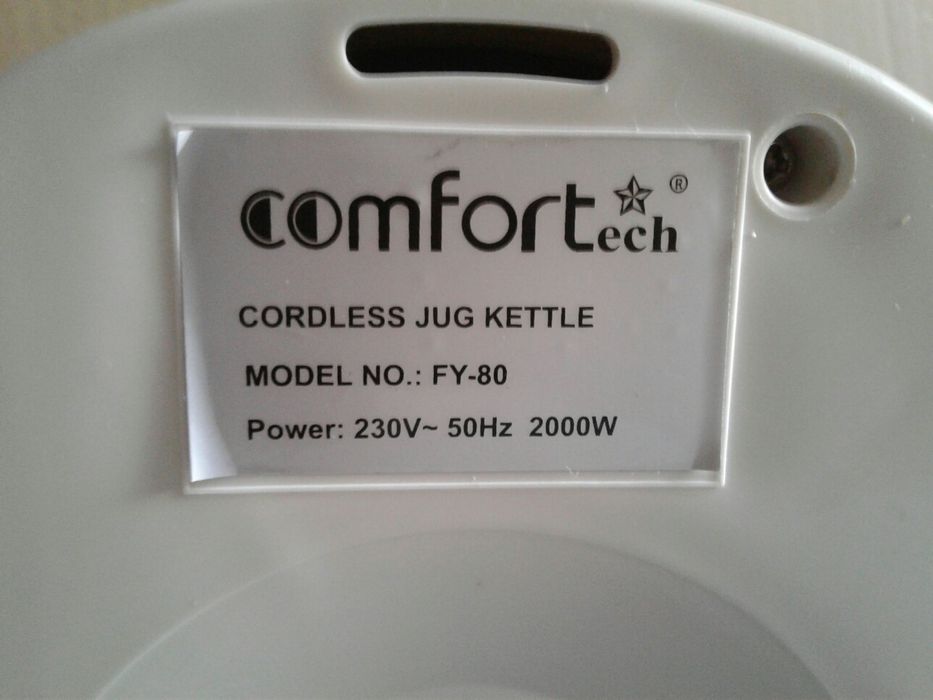 comfortech ®
CORDLESS JUG KETTLE
MODEL NO.: FY-80
Power: 230V~ 50Hz 2000W